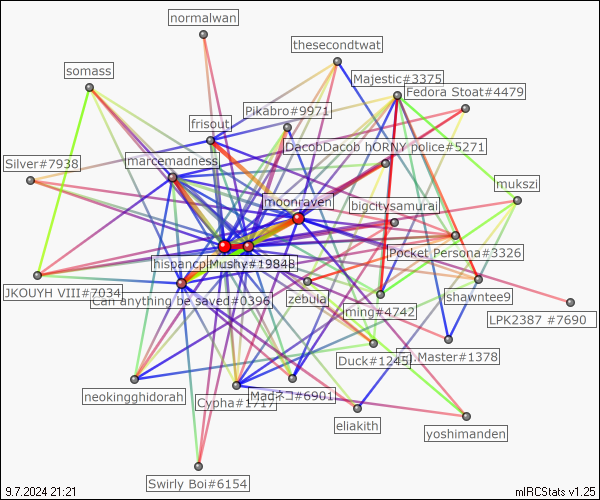 normalwan
thesecondtwat
somass
Majestic#3375
Fedora Stoat#4479
Pikabro#9971
frisout
DacobDacob hORNY police#5271
Silver#7938
marcemadness
mukszi
moonraven
bigcitysamurai
Pocket Persona#3326
hispancp
Mushy#19848
JKOUYH VIII#7034
Can anything be saved#0396
zebula
shawntee9
ming#4742
LPK2387 #7690
Duck#1245
.Master#1378
neokingghidorah
Cypha#1717
Madネコ#6901
eliakith
yoshimanden
Swirly Boi#6154
9.7.2024 21:21
mIRCStats v1.25